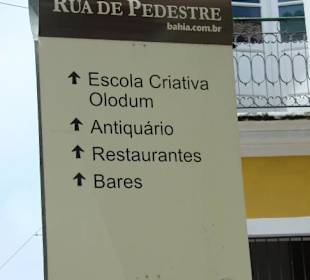 RUA DE PEDESTRE
bahia.com.br
↑ Escola Criativa
Olodum
↑ Antiquário
↑ Restaurantes
↑ Bares